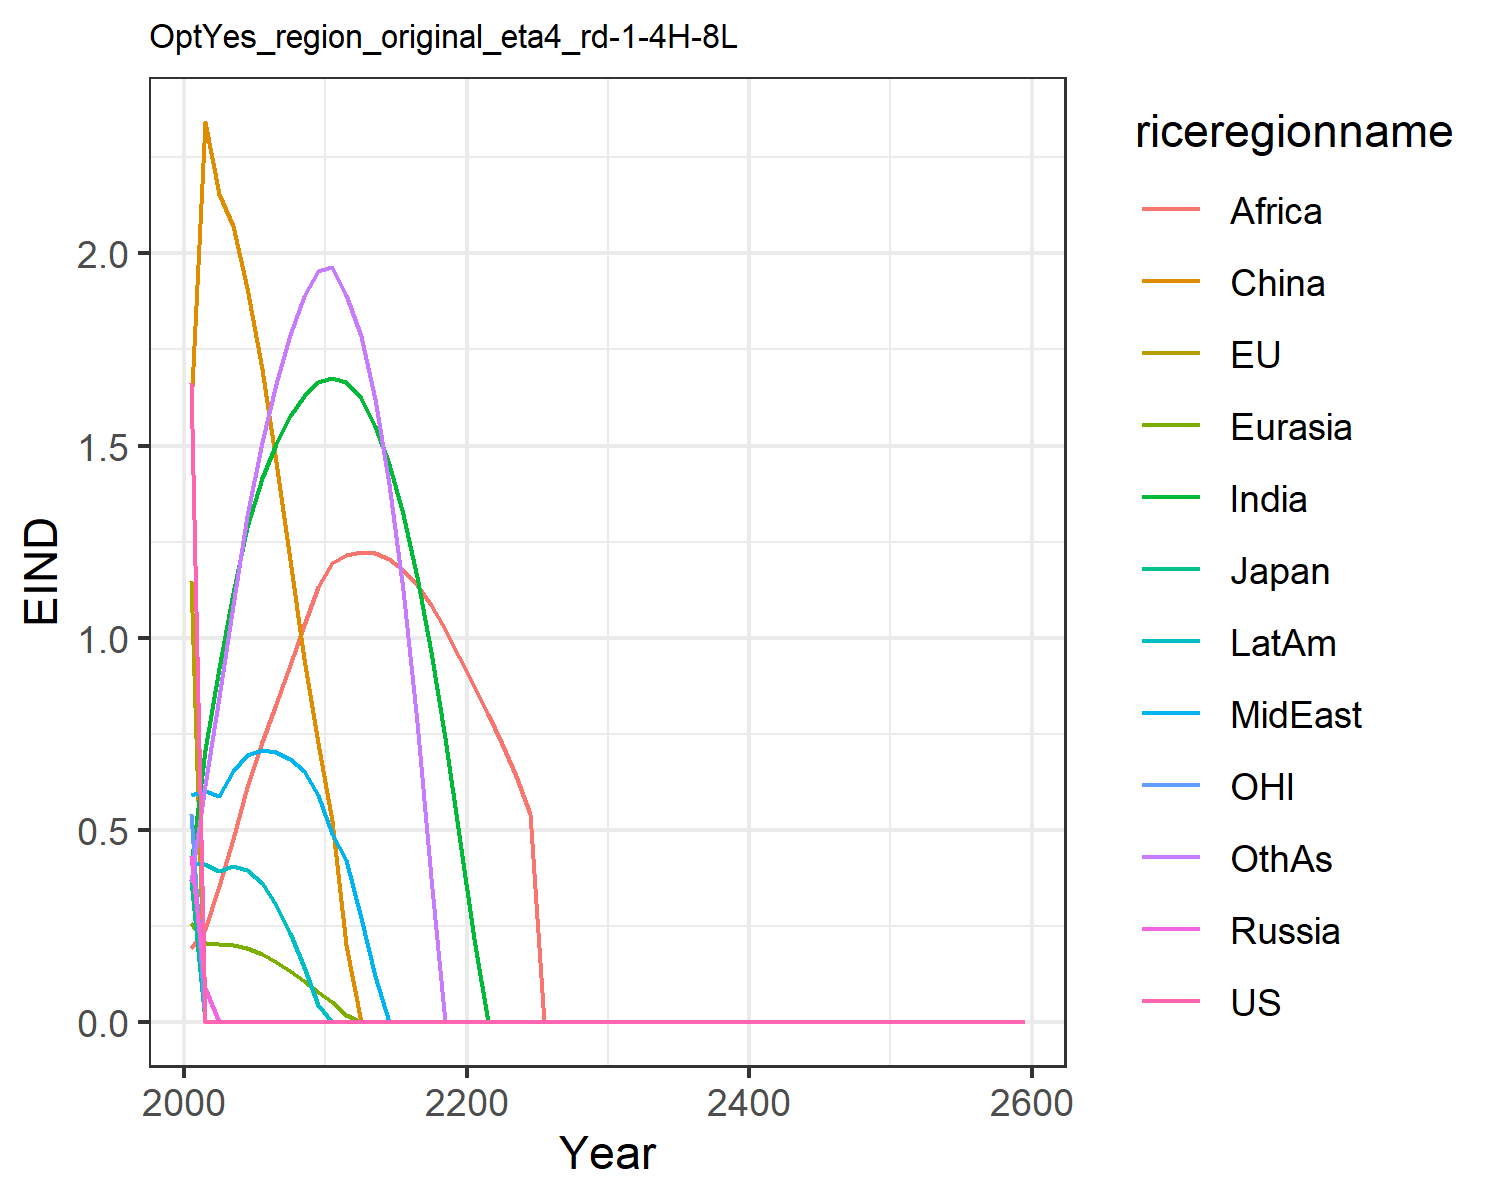 OptYes_region_original_eta4_rd-1-4H-8L
EIND
2.0
1.5
1.0
0.5
0.0
2000
2200
2400
2600
Year
riceregionname
Africa
China
EU
Eurasia
India
Japan
LatAm
MidEast
OHI
OthAs
Russia
US